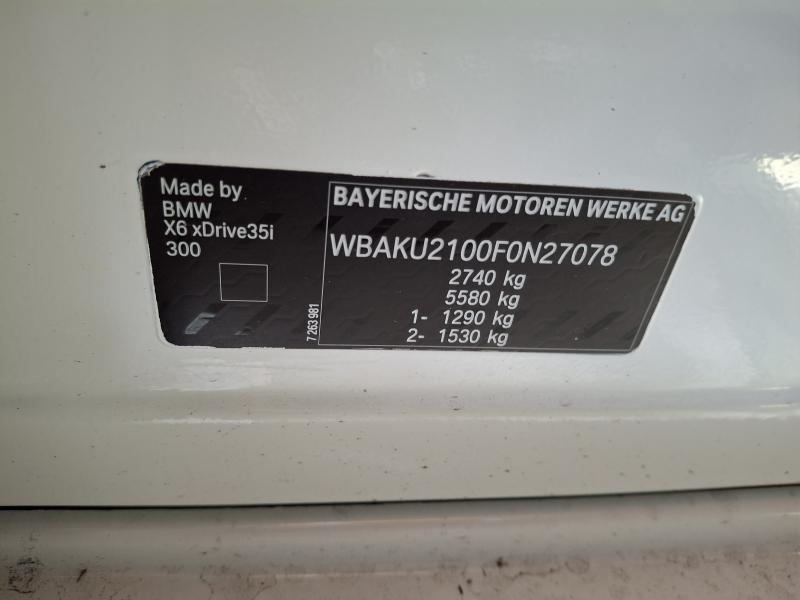 Made by
BMW
X6 xDrive35i
300
7 263 981
BAYERISCHE MOTOREN WERKE AG
WBAKU2100F0N27078
2740 kg
5580 kg
1- 1290 kg
2- 1530 kg